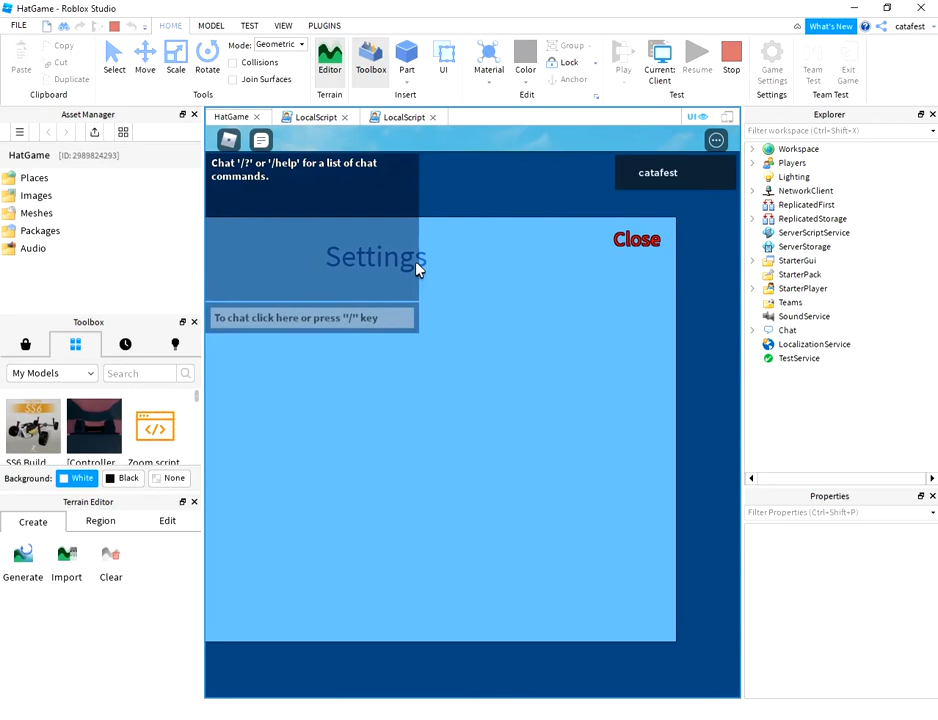 HatGame - Roblox Studio
FILE
HOME
MODEL
TEST
VIEW
PLUGINS
What's New
catafest
Paste
Copy
Cut
Duplicate
Clipboard
Select
Move
Scale
Rotate
Mode:
Geometric
Collisions
Join Surfaces
Tools
Editor
Terrain
Toolbox
Part
UI
Insert
Material
Color
Group
Lock
Anchor
Edit
Play
Current: Client
Resume
Stop
Test
Game Settings
Settings
Team Test
Exit Game
Team Test
Asset Manager
HatGame
[ID: 2989824293]
Places
Images
Meshes
Packages
Audio
Toolbox
My Models
Search
SS6 Build
[Controller
Zoom script
Background:
White
Black
None
Terrain Editor
Create
Region
Edit
Generate
Import
Clear
HatGame
LocalScript
LocalScript
UI
Chat '/?' or '/help' for a list of chat
commands.
catafest
Settings
Close
To chat click here or press "/" key
Explorer
Filter workspace (Ctrl+Shift+X)
Workspace
Players
Lighting
NetworkClient
ReplicatedFirst
ReplicatedStorage
ServerScriptService
ServerStorage
StarterGui
StarterPack
StarterPlayer
Teams
SoundService
Chat
LocalizationService
TestService
Properties
Filter Properties (Ctrl+Shift+P)